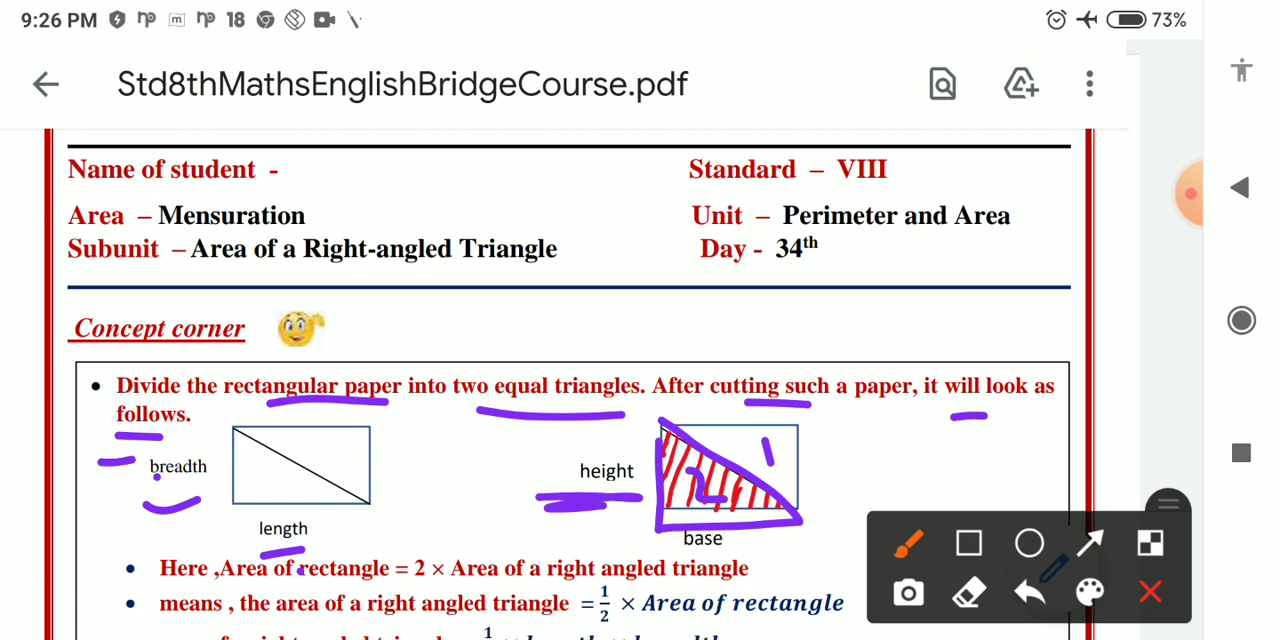 9:26 PM 18 73%
Std8thMathsEnglishBridgeCourse.pdf
Name of student - Standard – VIII
Area – Mensuration Unit – Perimeter and Area
Subunit – Area of a Right-angled Triangle Day - 34th
Concept corner
• Divide the rectangular paper into two equal triangles. After cutting such a paper, it will look as
follows.
breadth
height
1
2
length
base
• Here ,Area of rectangle = 2 × Area of a right angled triangle
• means , the area of a right angled triangle = 1/2 × Area of rectangle